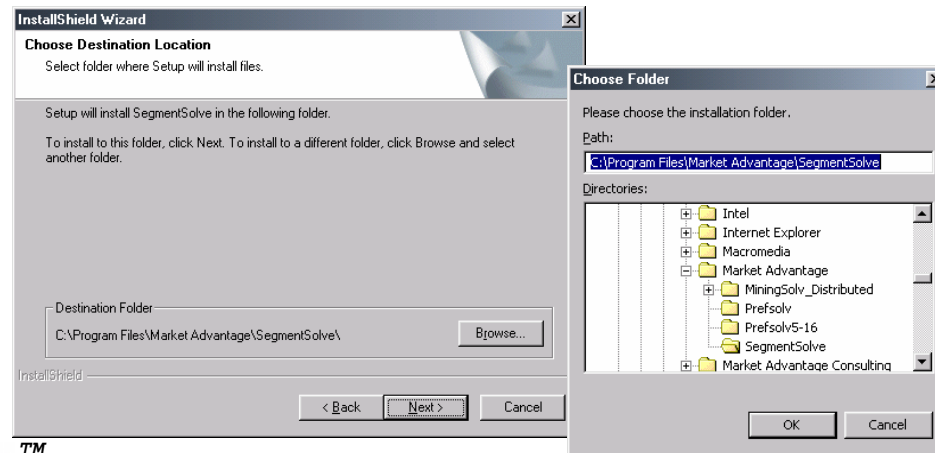 InstallShield Wizard
Choose Destination Location
Select folder where Setup will install files.
Setup will install SegmentSolve in the following folder.
To install to this folder, click Next. To install to a different folder, click Browse and select
another folder.
Destination Folder
C:\Program Files\Market Advantage\SegmentSolve\
Browse...
InstallShield
< Back
Next >
Cancel
Choose Folder
Please choose the installation folder.
Path:
C:\Program Files\Market Advantage\SegmentSolve
Directories:
Intel
Internet Explorer
Macromedia
Market Advantage
MiningSolv_Distributed
Prefsolv
Prefsolv5-16
SegmentSolve
Market Advantage Consulting
OK
Cancel
TM